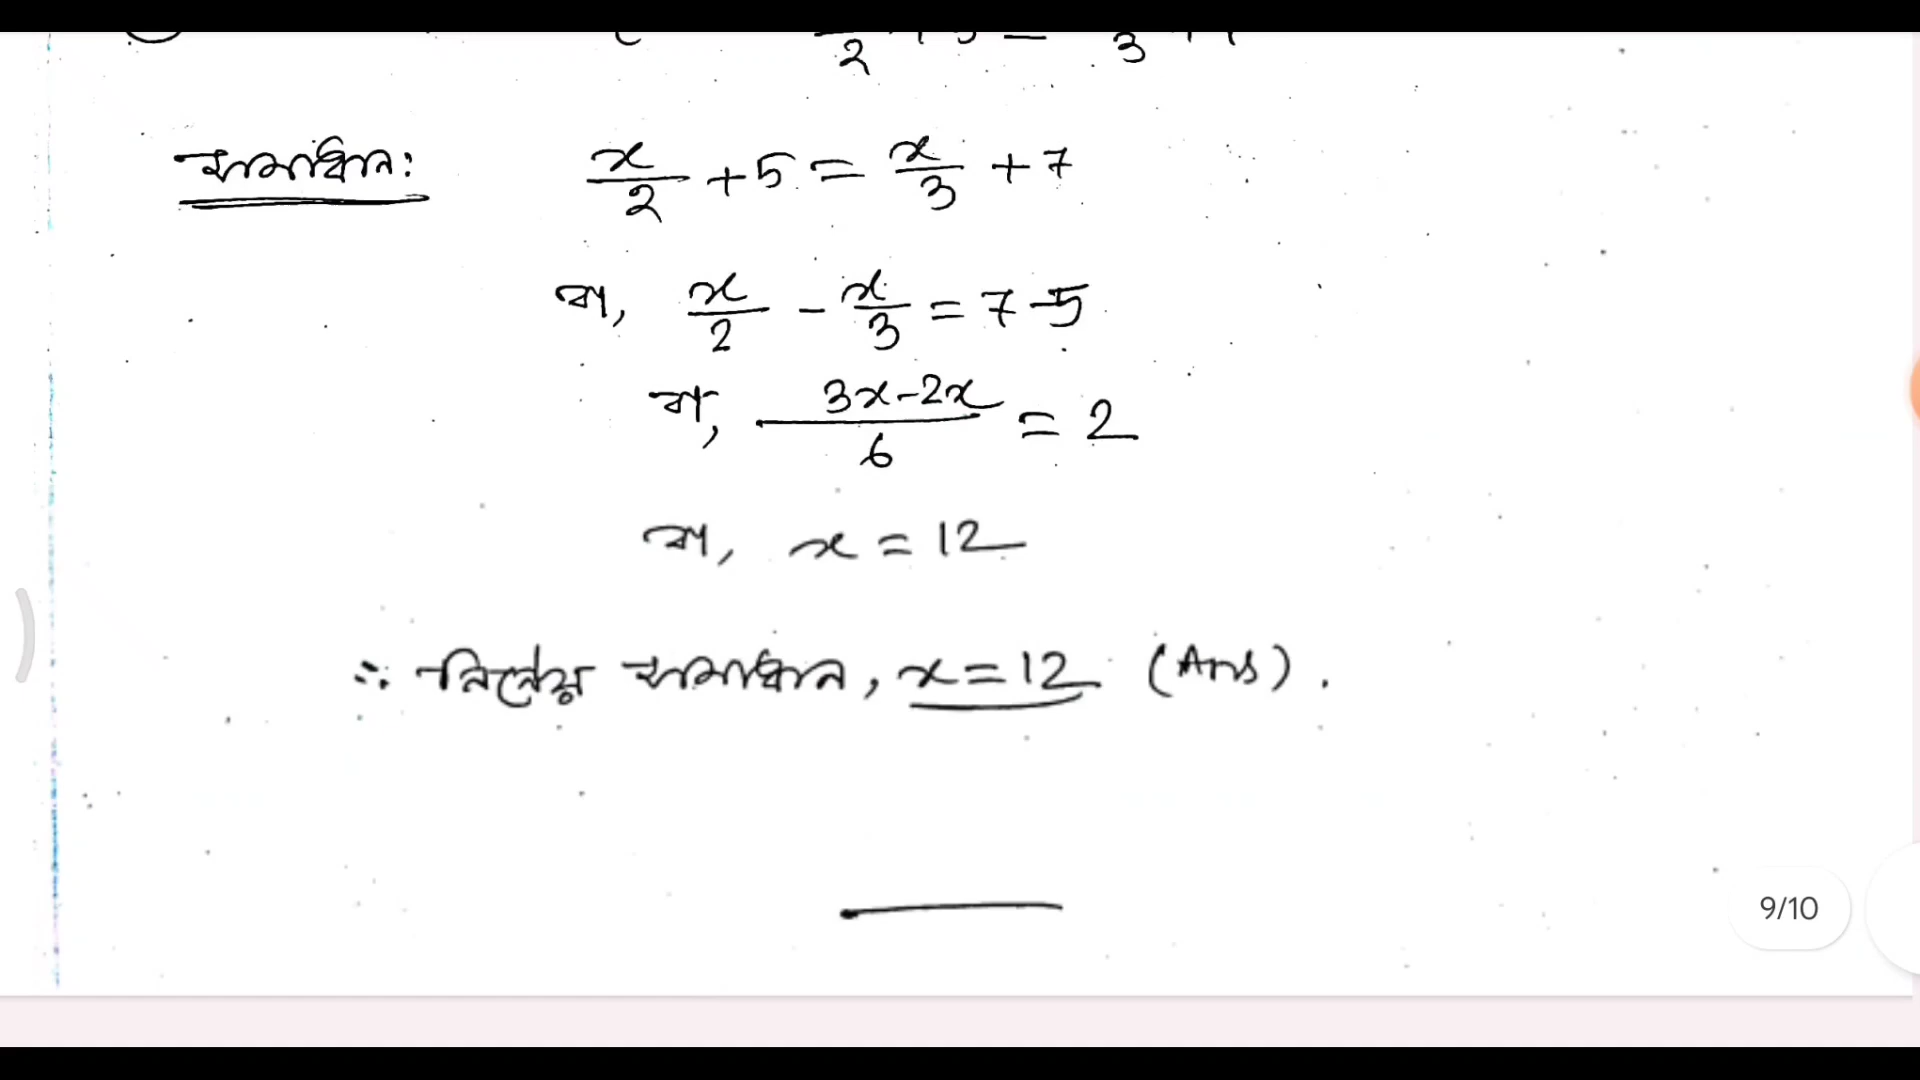 সমাধান: x/2 + 5 = x/3 + 7
বা, x/2 - x/3 = 7-5
বা, 3x-2x/6 = 2
বা, x = 12
∴ নির্ণেয় সমাধান, x = 12 (Ans).
9/10